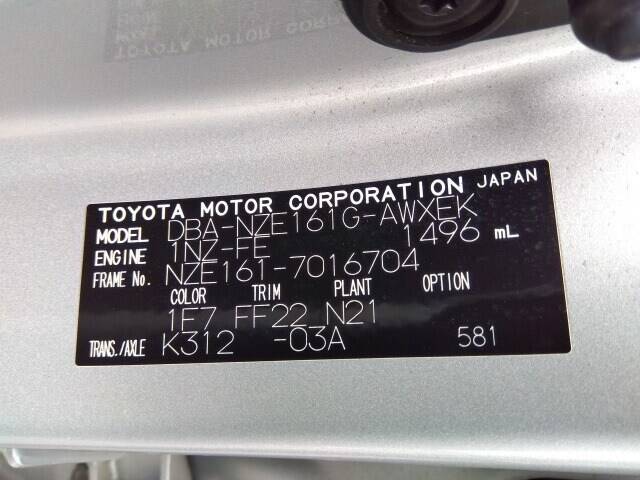 TOYOTA MOTOR CORPORATION JAPAN
MODEL DBA-NZE161G-AWXEK
ENGINE 1NZ-FE 1496 mL
FRAME No. NZE161-7016704
COLOR TRIM PLANT OPTION
1F7 FF22 N21
TRANS./AXLE K312 -03A 581